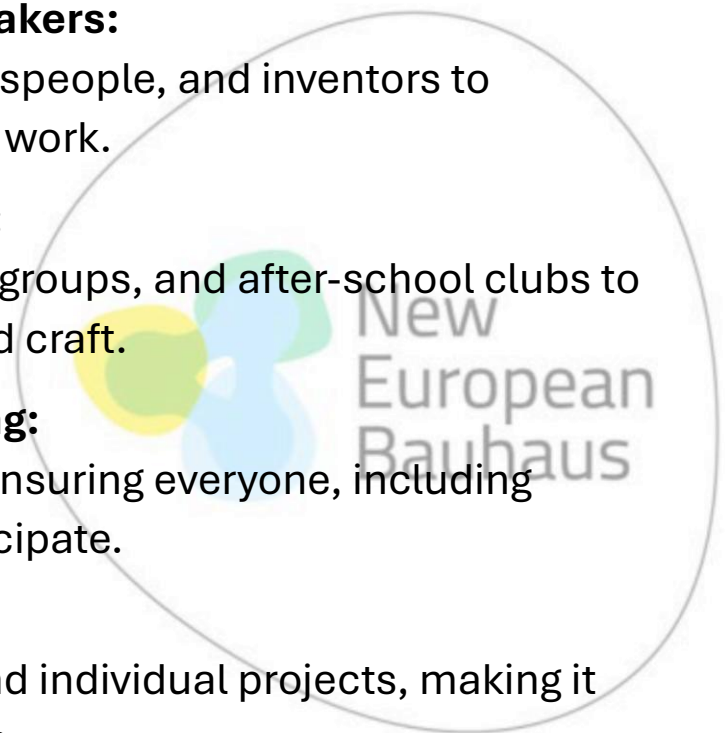 akers:
speople, and inventors to
work.
:
groups, and after-school clubs to
d craft.
New
European
Bauhaus
g:
nsuring everyone, including
cipate.
nd individual projects, making it